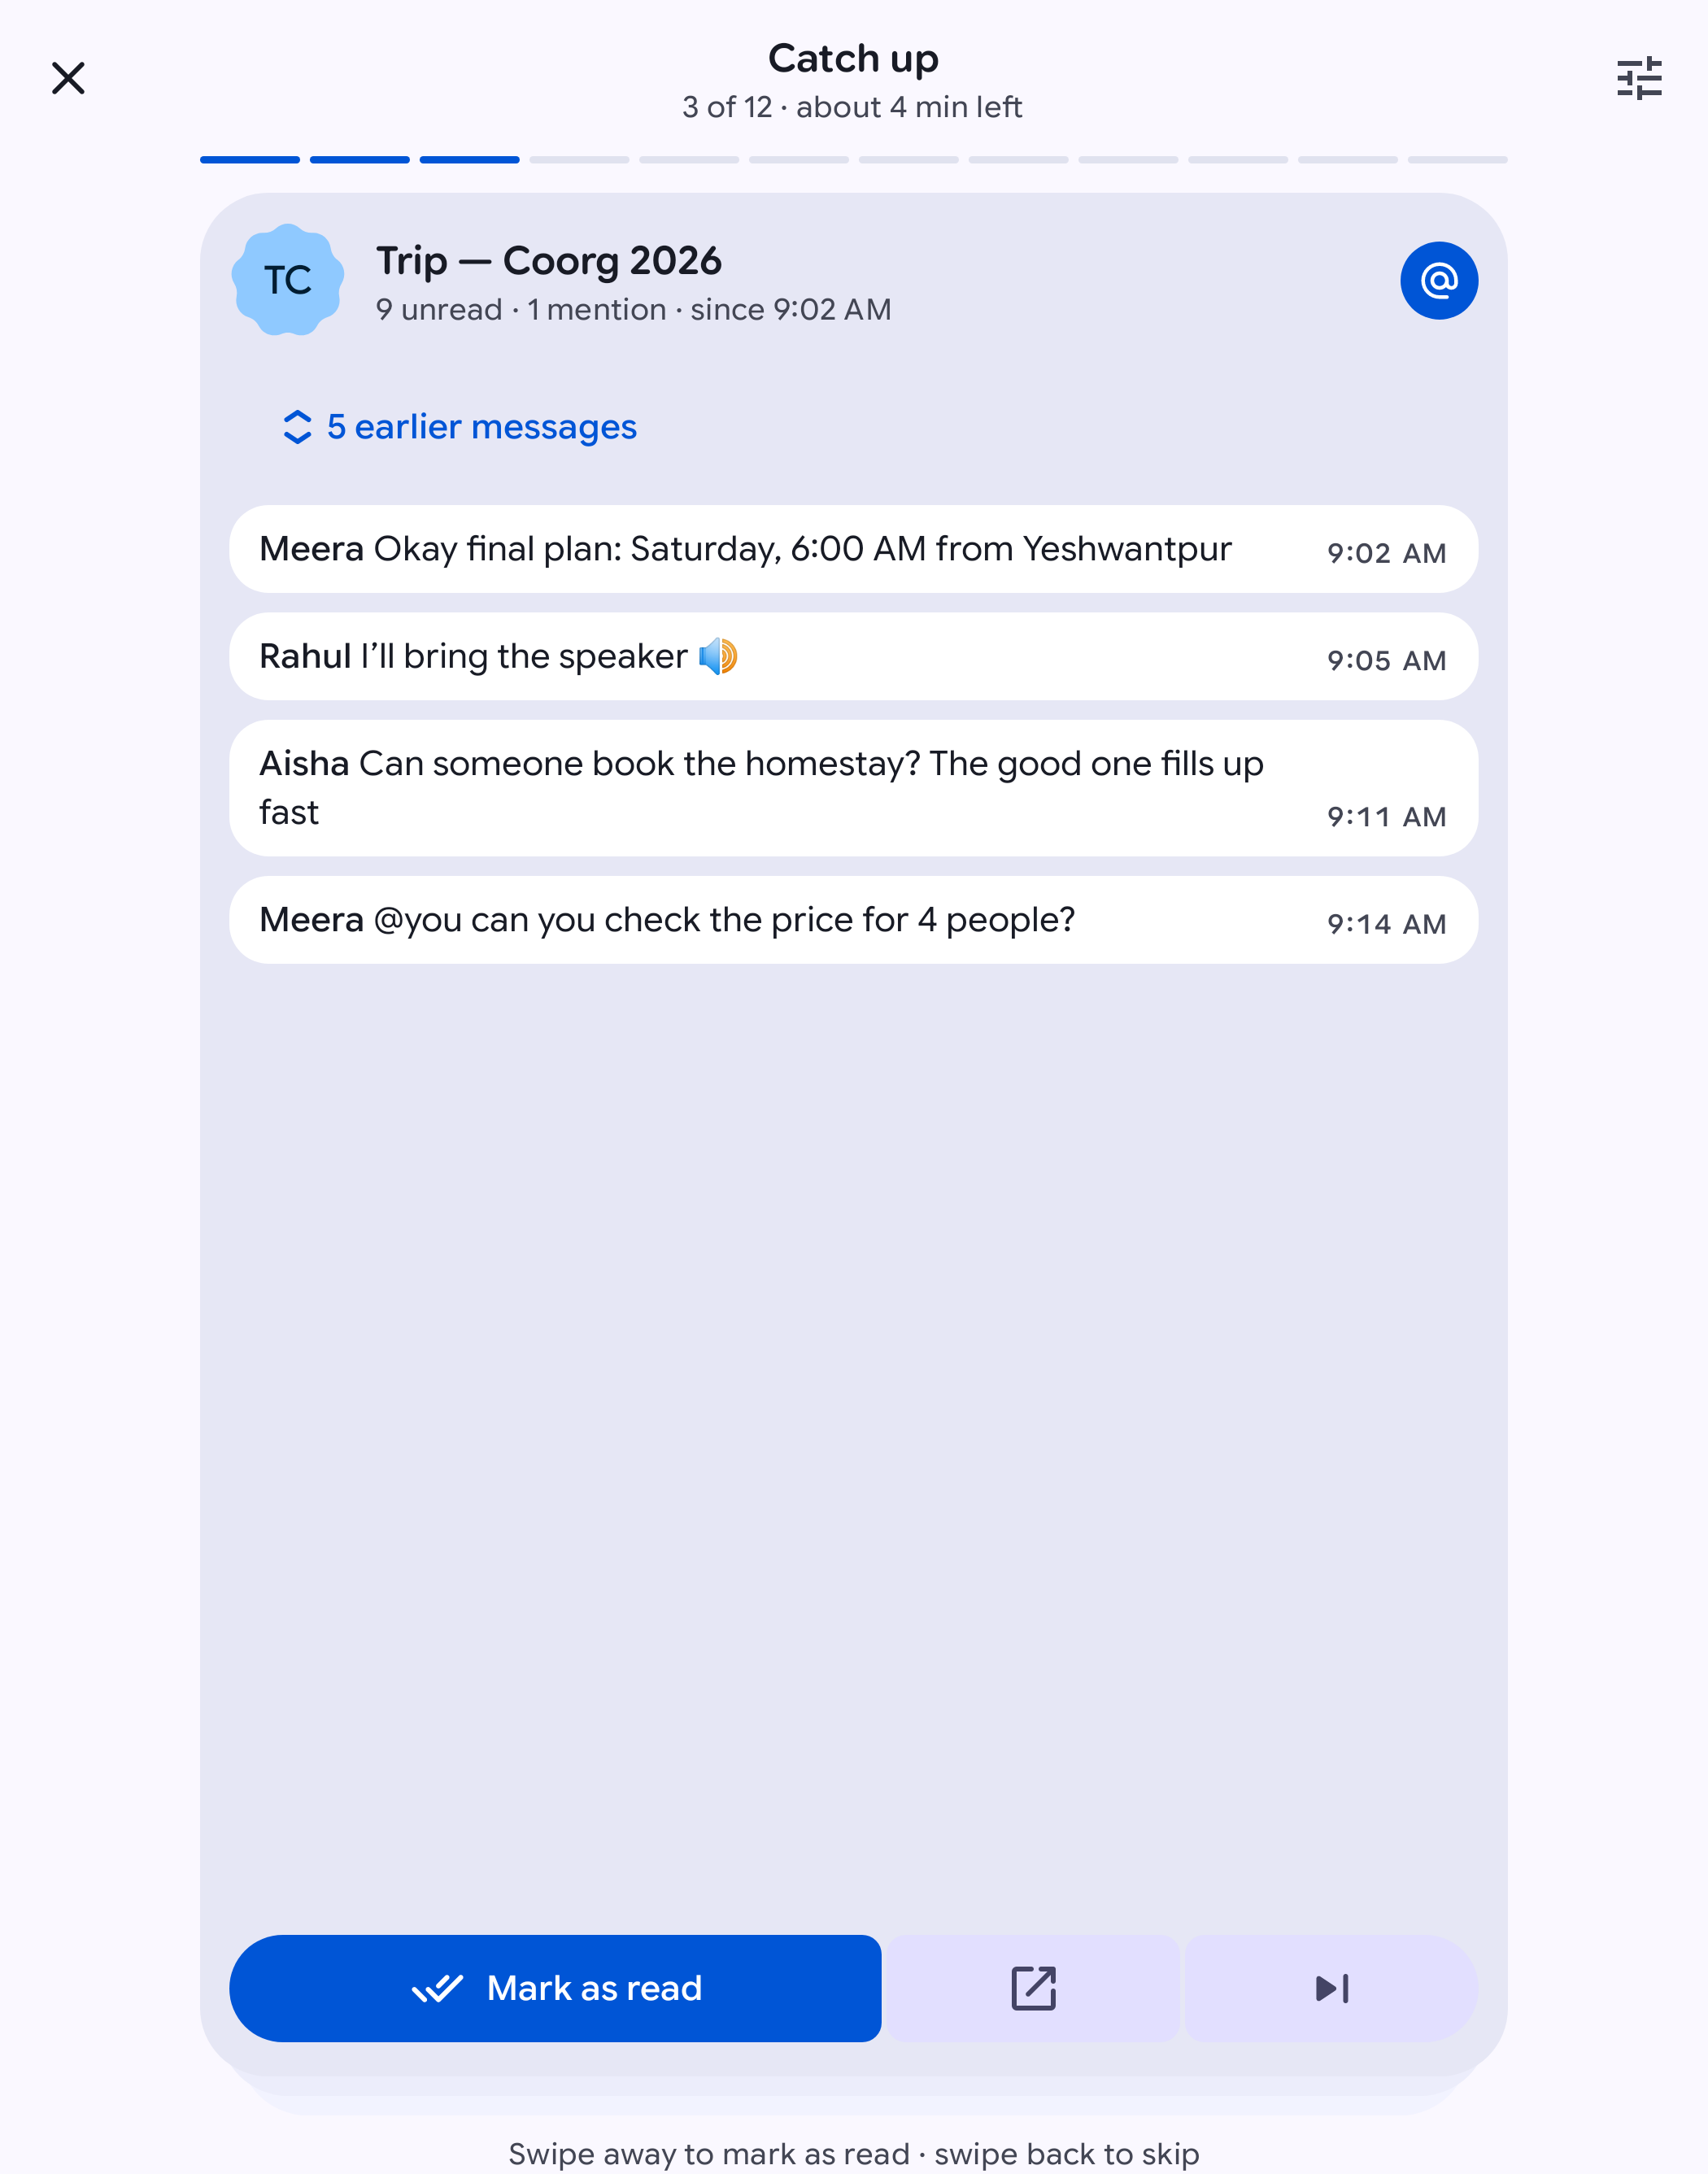 Catch up
3 of 12 · about 4 min left
TC
Trip — Coorg 2026
9 unread · 1 mention · since 9:02 AM
@
5 earlier messages
Meera Okay final plan: Saturday, 6:00 AM from Yeshwantpur
9:02 AM
Rahul I’ll bring the speaker 🔊
9:05 AM
Aisha Can someone book the homestay? The good one fills up
fast
9:11 AM
Meera @you can you check the price for 4 people?
9:14 AM
Mark as read
Swipe away to mark as read · swipe back to skip